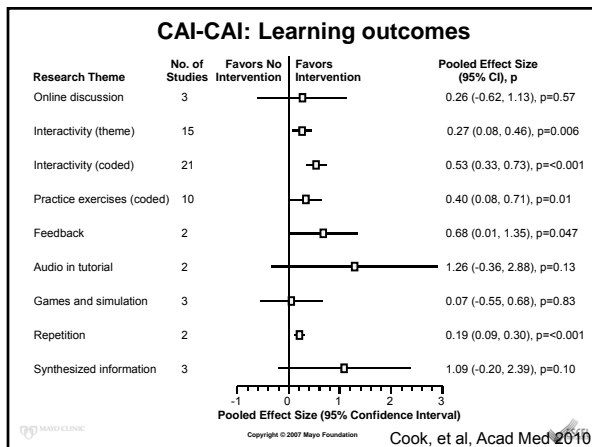 CAI-CAI: Learning outcomes
Research Theme No. of Studies Favors No Intervention Favors Intervention Pooled Effect Size (95% CI), p
Online discussion 3 0.26 (-0.62, 1.13), p=0.57
Interactivity (theme) 15 0.27 (0.08, 0.46), p=0.006
Interactivity (coded) 21 0.53 (0.33, 0.73), p=<0.001
Practice exercises (coded) 10 0.40 (0.08, 0.71), p=0.01
Feedback 2 0.68 (0.01, 1.35), p=0.047
Audio in tutorial 2 1.26 (-0.36, 2.88), p=0.13
Games and simulation 3 0.07 (-0.55, 0.68), p=0.83
Repetition 2 0.19 (0.09, 0.30), p=<0.001
Synthesized information 3 1.09 (-0.20, 2.39), p=0.10
-1 0 1 2 3
Pooled Effect Size (95% Confidence Interval)
MAYO CLINIC
Copyright © 2007 Mayo Foundation
Cook, et al, Acad Med 2010